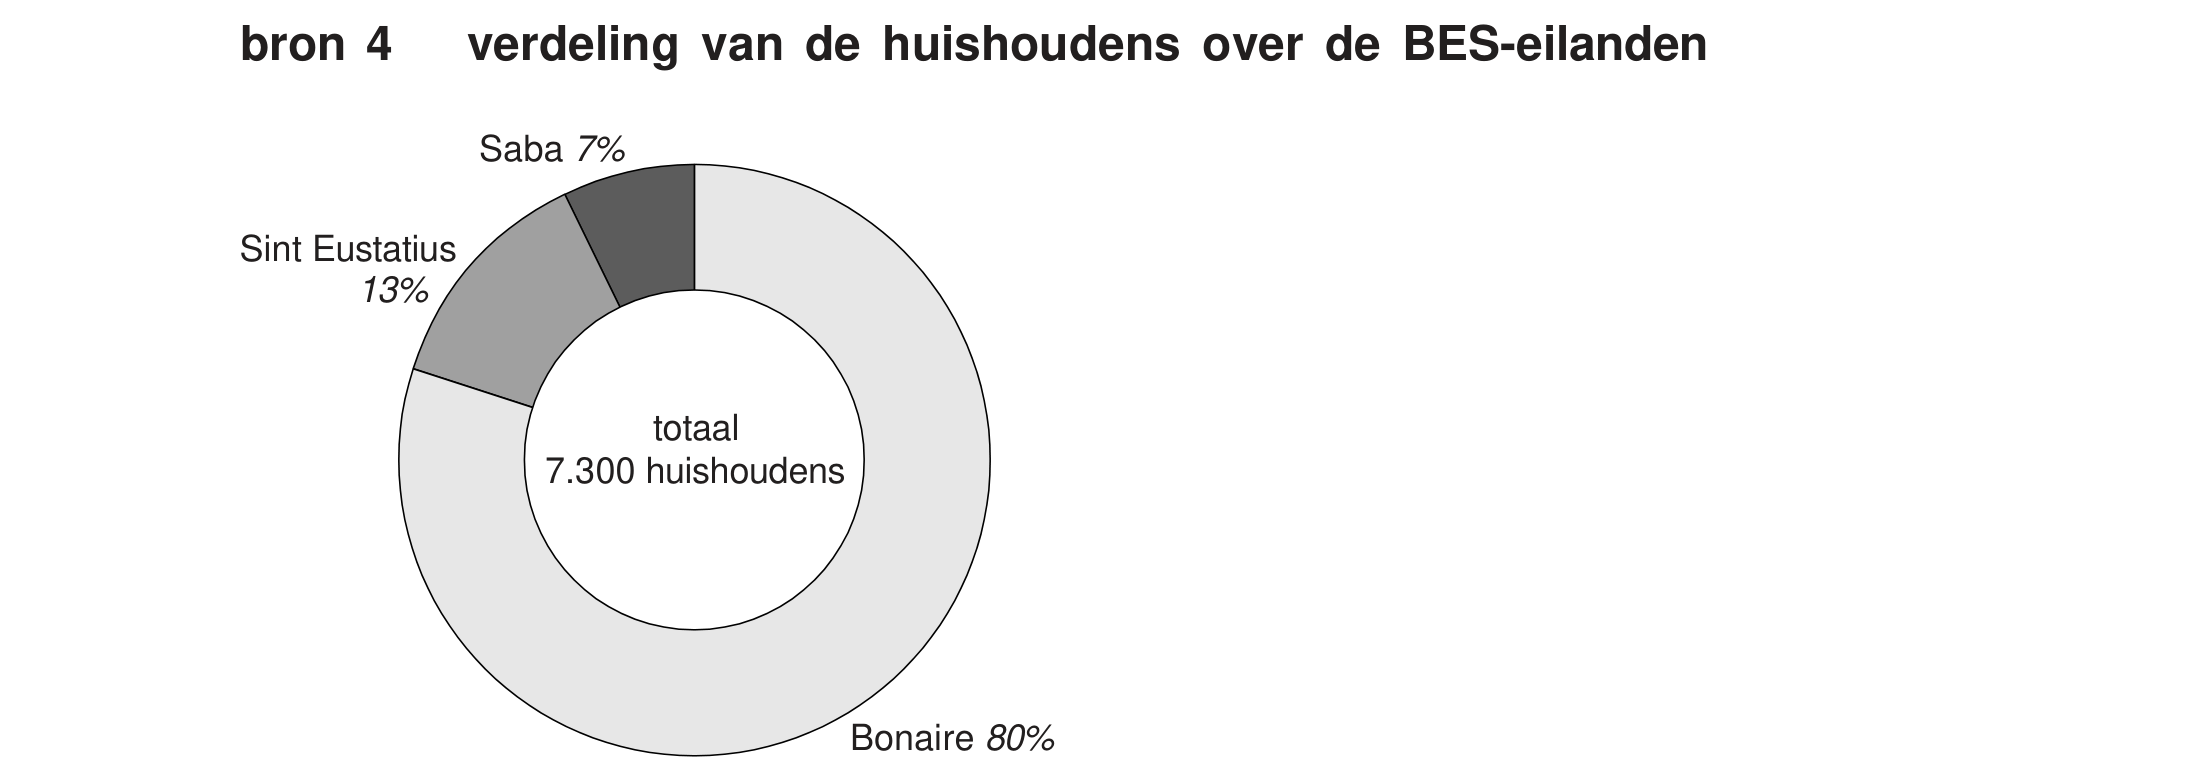 bron 4 verdeling van de huishoudens over de BES-eilanden
Saba 7%
Sint Eustatius
13%
totaal
7.300 huishoudens
Bonaire 80%